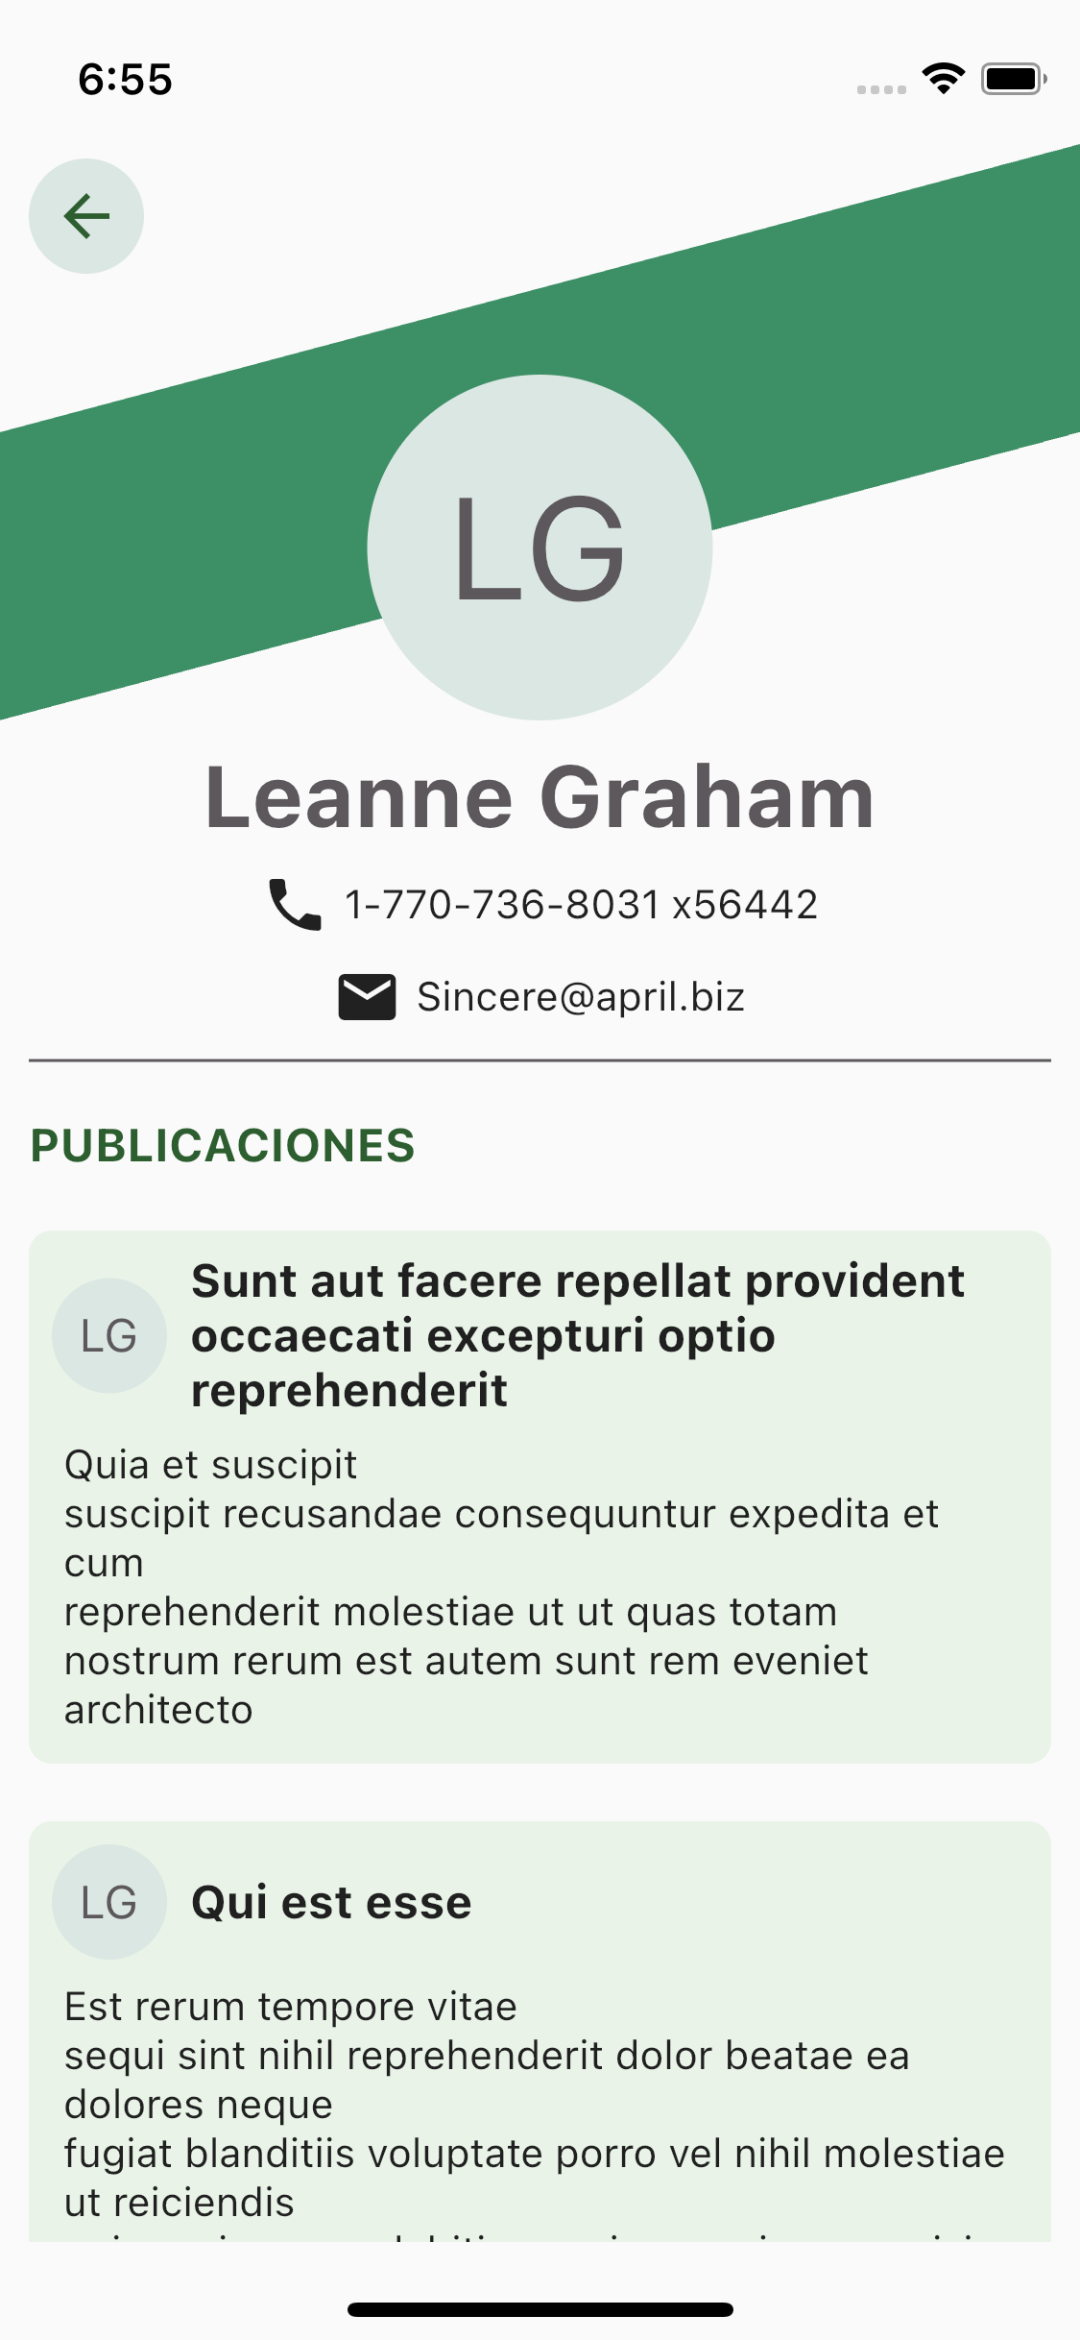 6:55
LG
Leanne Graham
1-770-736-8031 x56442
Sincere@april.biz
PUBLICACIONES
LG
Sunt aut facere repellat provident
occaecati excepturi optio
reprehenderit
Quia et suscipit
suscipit recusandae consequuntur expedita et
cum
reprehenderit molestiae ut ut quas totam
nostrum rerum est autem sunt rem eveniet
architecto
LG
Qui est esse
Est rerum tempore vitae
sequi sint nihil reprehenderit dolor beatae ea
dolores neque
fugiat blanditiis voluptate porro vel nihil molestiae
ut reiciendis